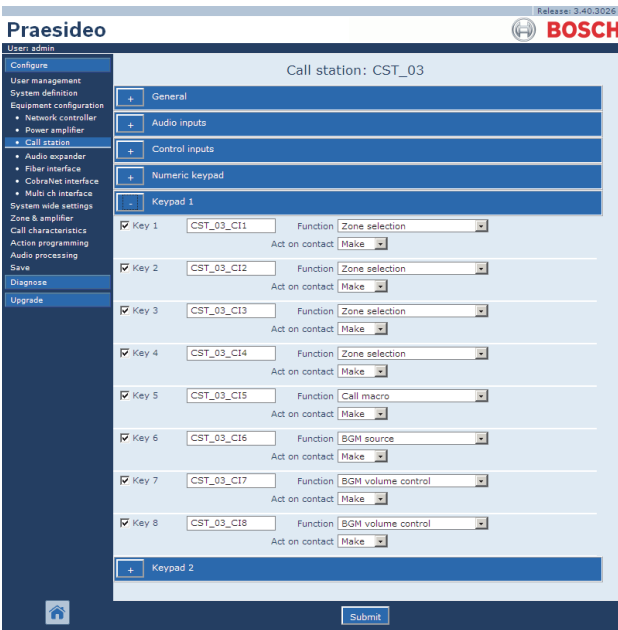 Release: 3.40.3026
Praesideo
BOSCH
User: admin
Configure
User management
System definition
Equipment configuration
• Network controller
• Power amplifier
• Call station
• Audio expander
• Fiber interface
• CobraNet interface
• Multi ch interface
System wide settings
Zone & amplifier
Call characteristics
Action programming
Audio processing
Save
Diagnose
Upgrade
Call station: CST_03
+ General
+ Audio inputs
+ Control inputs
+ Numeric keypad
- Keypad 1
Key 1 CST_03_CI1 Function Zone selection
Act on contact Make
Key 2 CST_03_CI2 Function Zone selection
Act on contact Make
Key 3 CST_03_CI3 Function Zone selection
Act on contact Make
Key 4 CST_03_CI4 Function Zone selection
Act on contact Make
Key 5 CST_03_CI5 Function Call macro
Act on contact Make
Key 6 CST_03_CI6 Function BGM source
Act on contact Make
Key 7 CST_03_CI7 Function BGM volume control
Act on contact Make
Key 8 CST_03_CI8 Function BGM volume control
Act on contact Make
+ Keypad 2
Submit